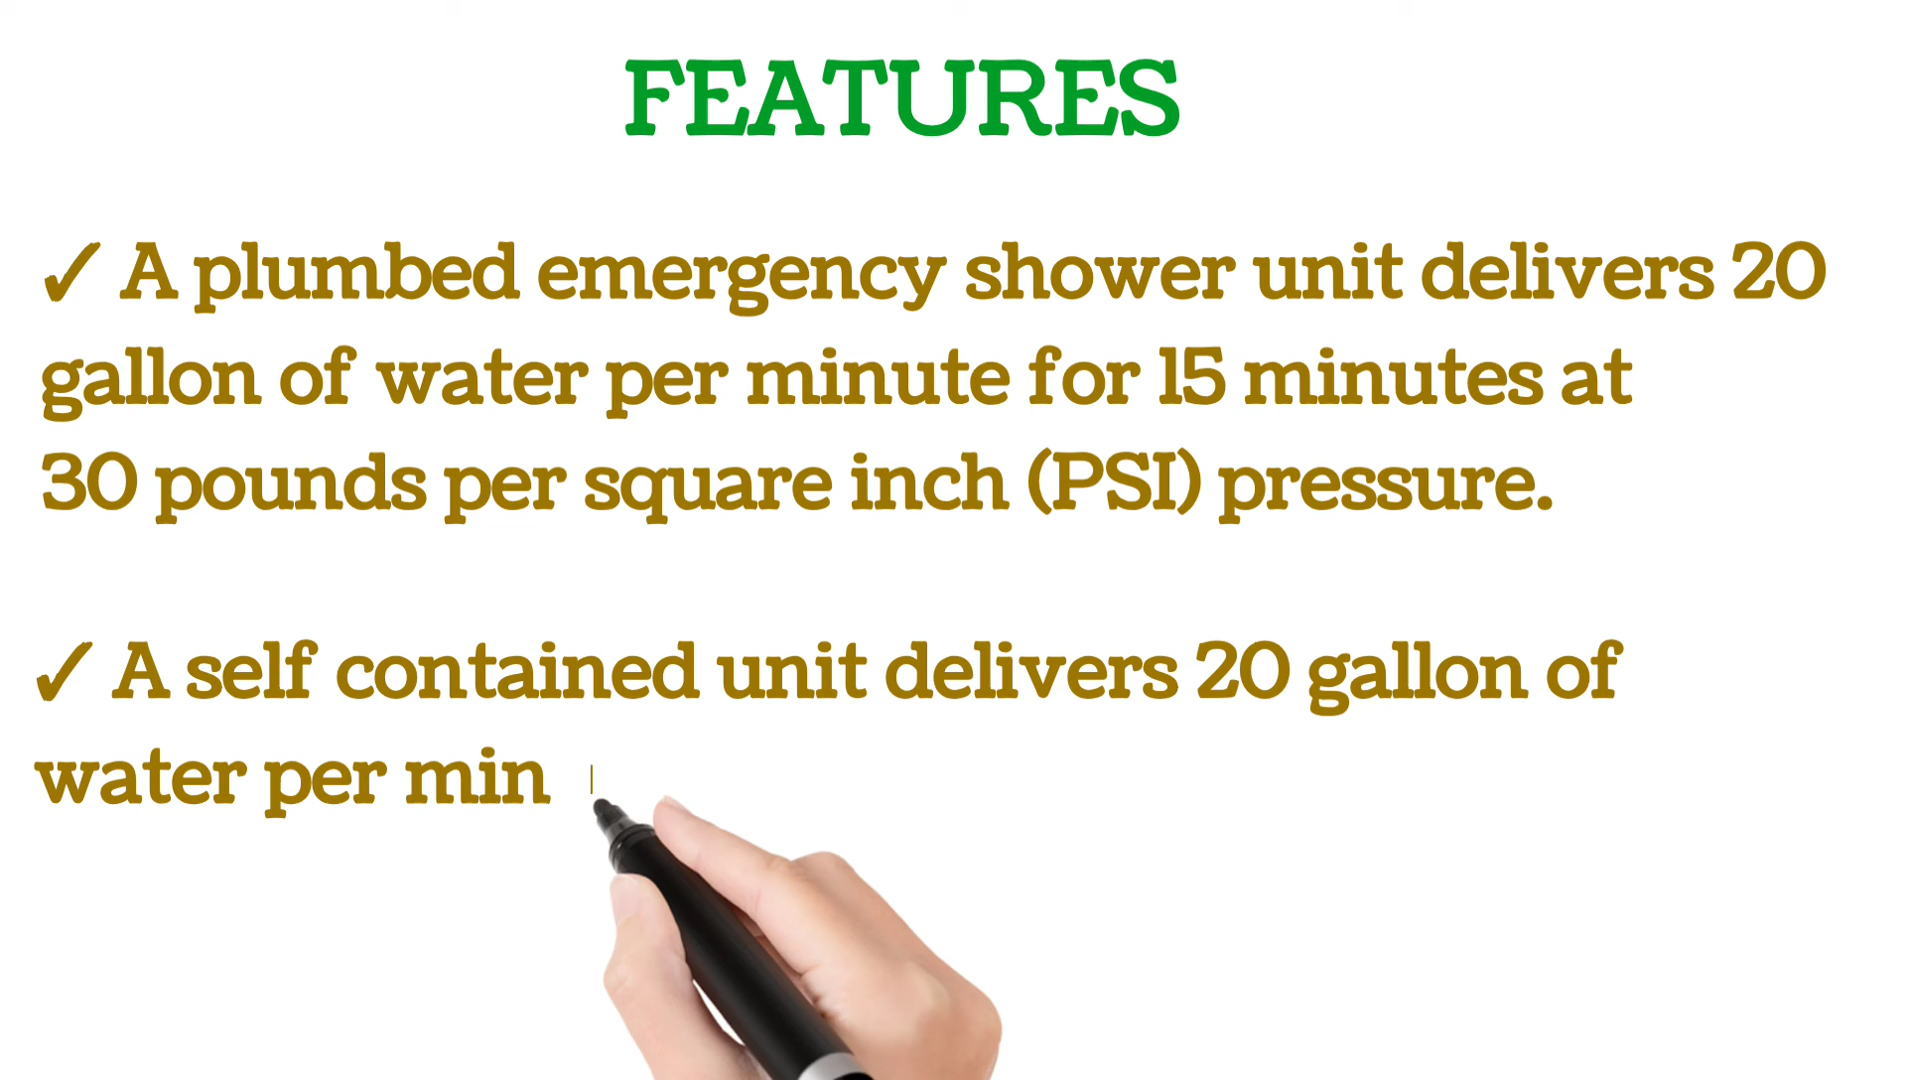 FEATURES
✓ A plumbed emergency shower unit delivers 20
gallon of water per minute for 15 minutes at
30 pounds per square inch (PSI) pressure.
✓ A self contained unit delivers 20 gallon of
water per min